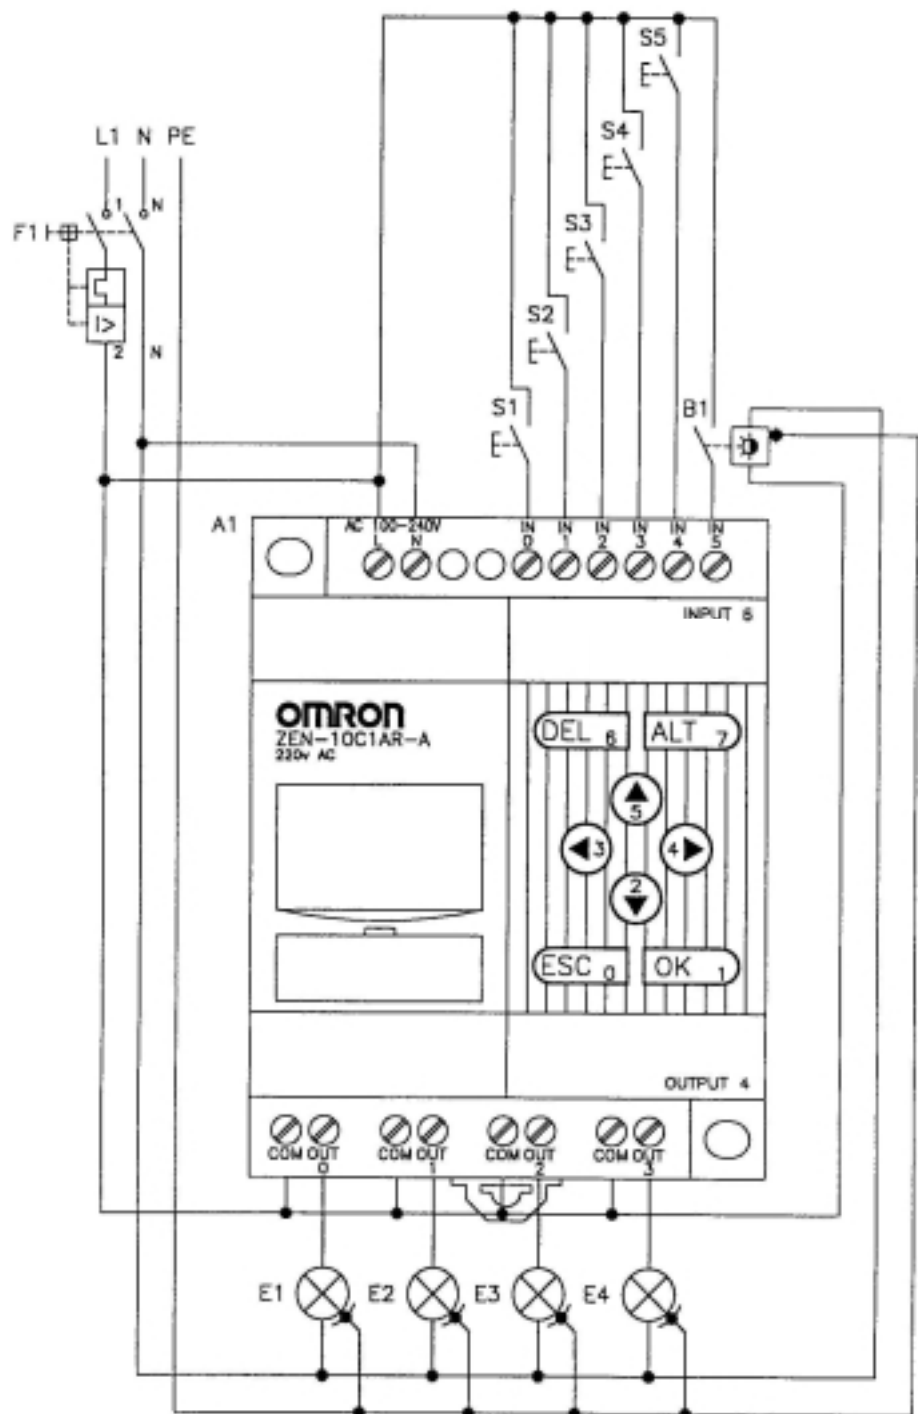 S5
S4
L1 N PE
1 N
F1
S3
I>
2 N
S2
S1
B1
A1
AC 100-240V
L N
IN 0 IN 1 IN 2 IN 3 IN 4 IN 5
INPUT 6
OMRON
ZEN-10C1AR-A
220v AC
DEL 6 ALT 7
5
3 4
2
ESC 0 OK 1
OUTPUT 4
COM OUT 0 COM OUT 1 COM OUT 2 COM OUT 3
E1 E2 E3 E4